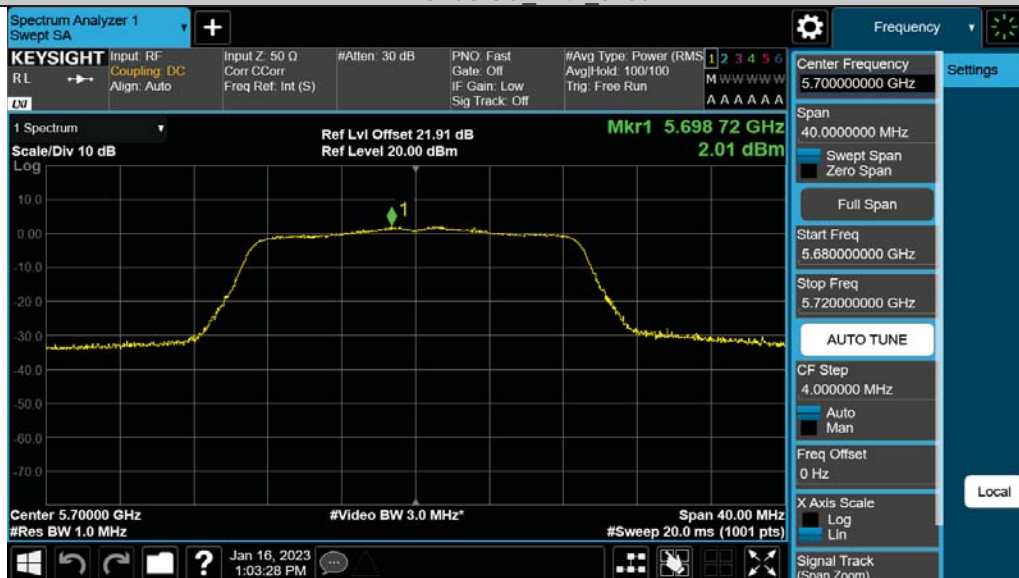 Spectrum Analyzer 1
Swept SA
+
Frequency
KEYSIGHT
RL
LXI
Input: RF
Coupling: DC
Align: Auto
Input Z: 50 Ω
Corr CCorr
Freq Ref: Int (S)
#Atten: 30 dB
PNO: Fast
Gate: Off
IF Gain: Low
Sig Track: Off
#Avg Type: Power (RMS
Avg|Hold: 100/100
Trig: Free Run
1 2 3 4 5 6
M W W W W W
A A A A A A
1 Spectrum
Scale/Div 10 dB
Log
Ref Lvl Offset 21.91 dB
Ref Level 20.00 dBm
Mkr1 5.698 72 GHz
2.01 dBm
1
10.0
0.00
-10.0
-20.0
-30.0
-40.0
-50.0
-60.0
-70.0
Center 5.70000 GHz
#Res BW 1.0 MHz
#Video BW 3.0 MHz*
Span 40.00 MHz
#Sweep 20.0 ms (1001 pts)
?
Jan 16, 2023
1:03:28 PM
Center Frequency
5.700000000 GHz
Span
40.0000000 MHz
Swept Span
Zero Span
Full Span
Start Freq
5.680000000 GHz
Stop Freq
5.720000000 GHz
AUTO TUNE
CF Step
4.000000 MHz
Auto
Man
Freq Offset
0 Hz
X Axis Scale
Log
Lin
Signal Track
(Span Zoom)
Settings
Local